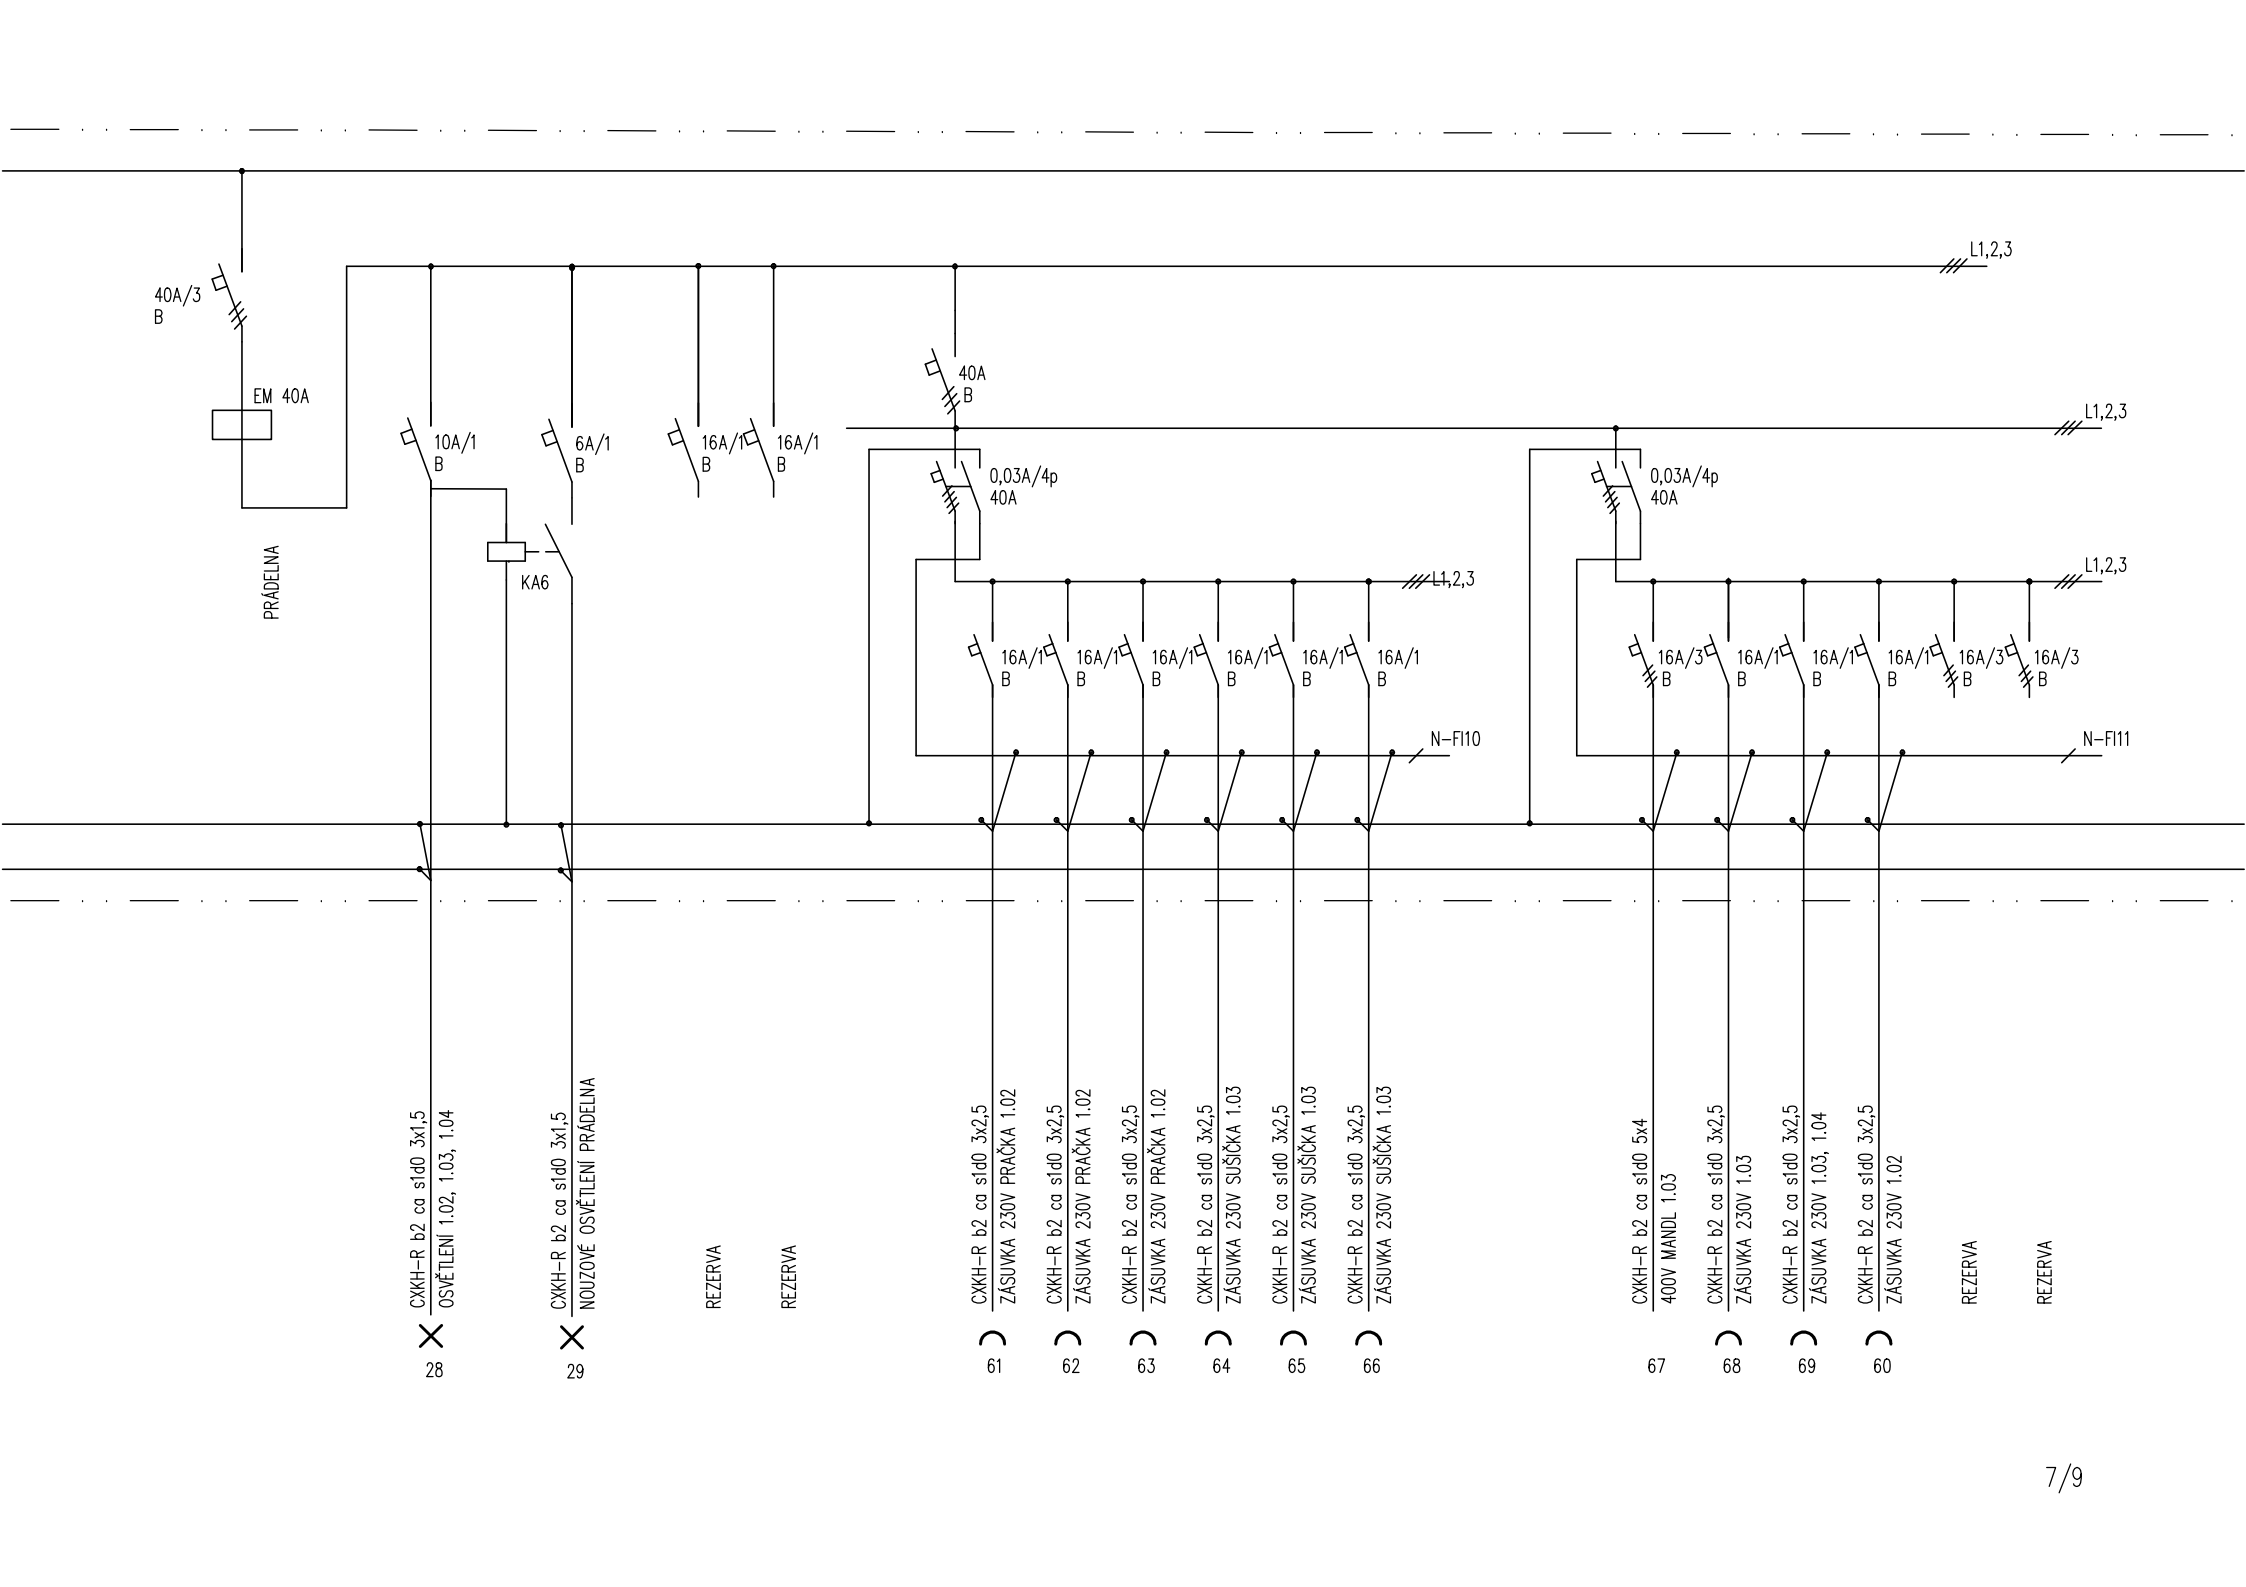 L1,2,3
40A/3
B
EM 40A
PRÁDELNA
10A/1
B
KA6
6A/1
B
16A/1
B
16A/1
B
40A
B
L1,2,3
0,03A/4p
40A
0,03A/4p
40A
L1,2,3
L1,2,3
16A/1
B
16A/1
B
16A/1
B
16A/1
B
16A/1
B
16A/1
B
16A/3
B
16A/1
B
16A/1
B
16A/1
B
16A/3
B
16A/3
B
N-FI10
N-FI11
CXKH-R b2 ca s1d0 3x1,5
OSVĚTLENÍ 1.02, 1.03, 1.04
28
CXKH-R b2 ca s1d0 3x1,5
NOUZOVÉ OSVĚTLENÍ PRÁDELNA
29
REZERVA
REZERVA
CXKH-R b2 ca s1d0 3x2,5
ZÁSUVKA 230V PRAČKA 1.02
61
CXKH-R b2 ca s1d0 3x2,5
ZÁSUVKA 230V PRAČKA 1.02
62
CXKH-R b2 ca s1d0 3x2,5
ZÁSUVKA 230V PRAČKA 1.02
63
CXKH-R b2 ca s1d0 3x2,5
ZÁSUVKA 230V SUŠIČKA 1.03
64
CXKH-R b2 ca s1d0 3x2,5
ZÁSUVKA 230V SUŠIČKA 1.03
65
CXKH-R b2 ca s1d0 3x2,5
ZÁSUVKA 230V SUŠIČKA 1.03
66
CXKH-R b2 ca s1d0 5x4
400V MANDL 1.03
67
CXKH-R b2 ca s1d0 3x2,5
ZÁSUVKA 230V 1.03
68
CXKH-R b2 ca s1d0 3x2,5
ZÁSUVKA 230V 1.03, 1.04
69
CXKH-R b2 ca s1d0 3x2,5
ZÁSUVKA 230V 1.02
60
REZERVA
REZERVA
7/9